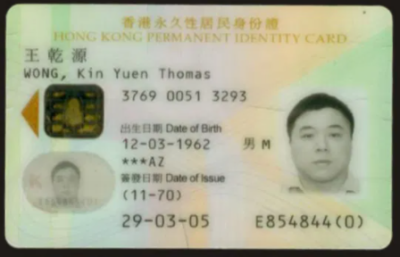 香港永久性居民身份證
HONG KONG PERMANENT IDENTITY CARD
王乾源
WONG, Kin Yuen Thomas
3769 0051 3293
出生日期 Date of Birth
12-03-1962 男 M
***AZ
簽發日期 Date of Issue
(11-70)
29-03-05 E854844(0)